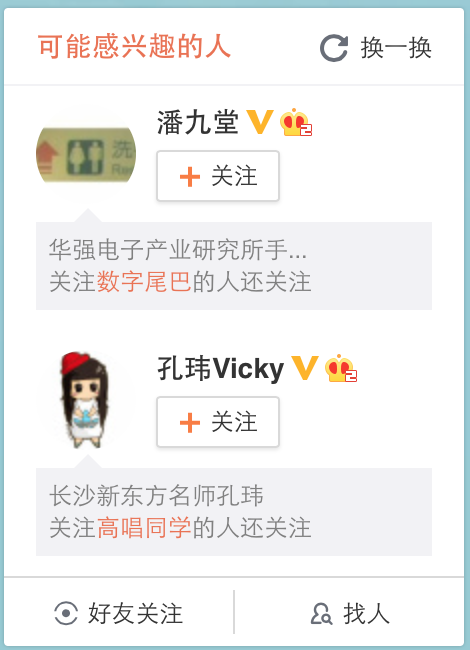 可能感兴趣的人
换一换
潘九堂
2
+ 关注
洗
华强电子产业研究所手...
关注数字尾巴的人还关注
孔玮Vicky
2
+ 关注
长沙新东方名师孔玮
关注高唱同学的人还关注
好友关注
找人